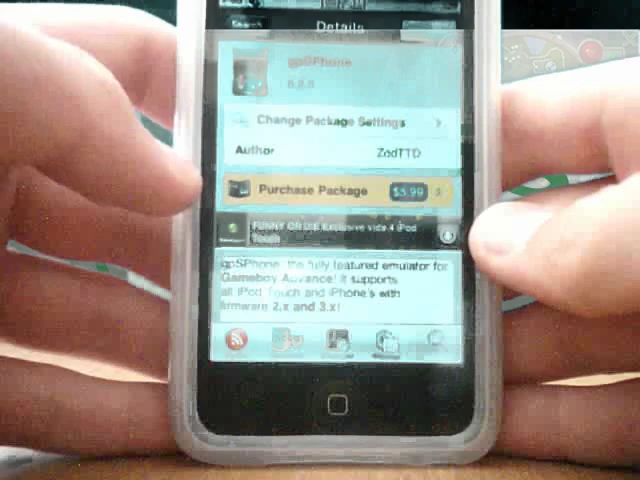 Search
Details
gpSPhone
Change Package Settings
Author ZodTTD
Purchase Package $5.99
FUNNY OR DIE Exclusive vids 4 iPod
Touch
gpSPhone, the fully featured emulator for
Gameboy Advance! It supports
all iPod Touch and iPhone's with
firmware 2.x and 3.x!